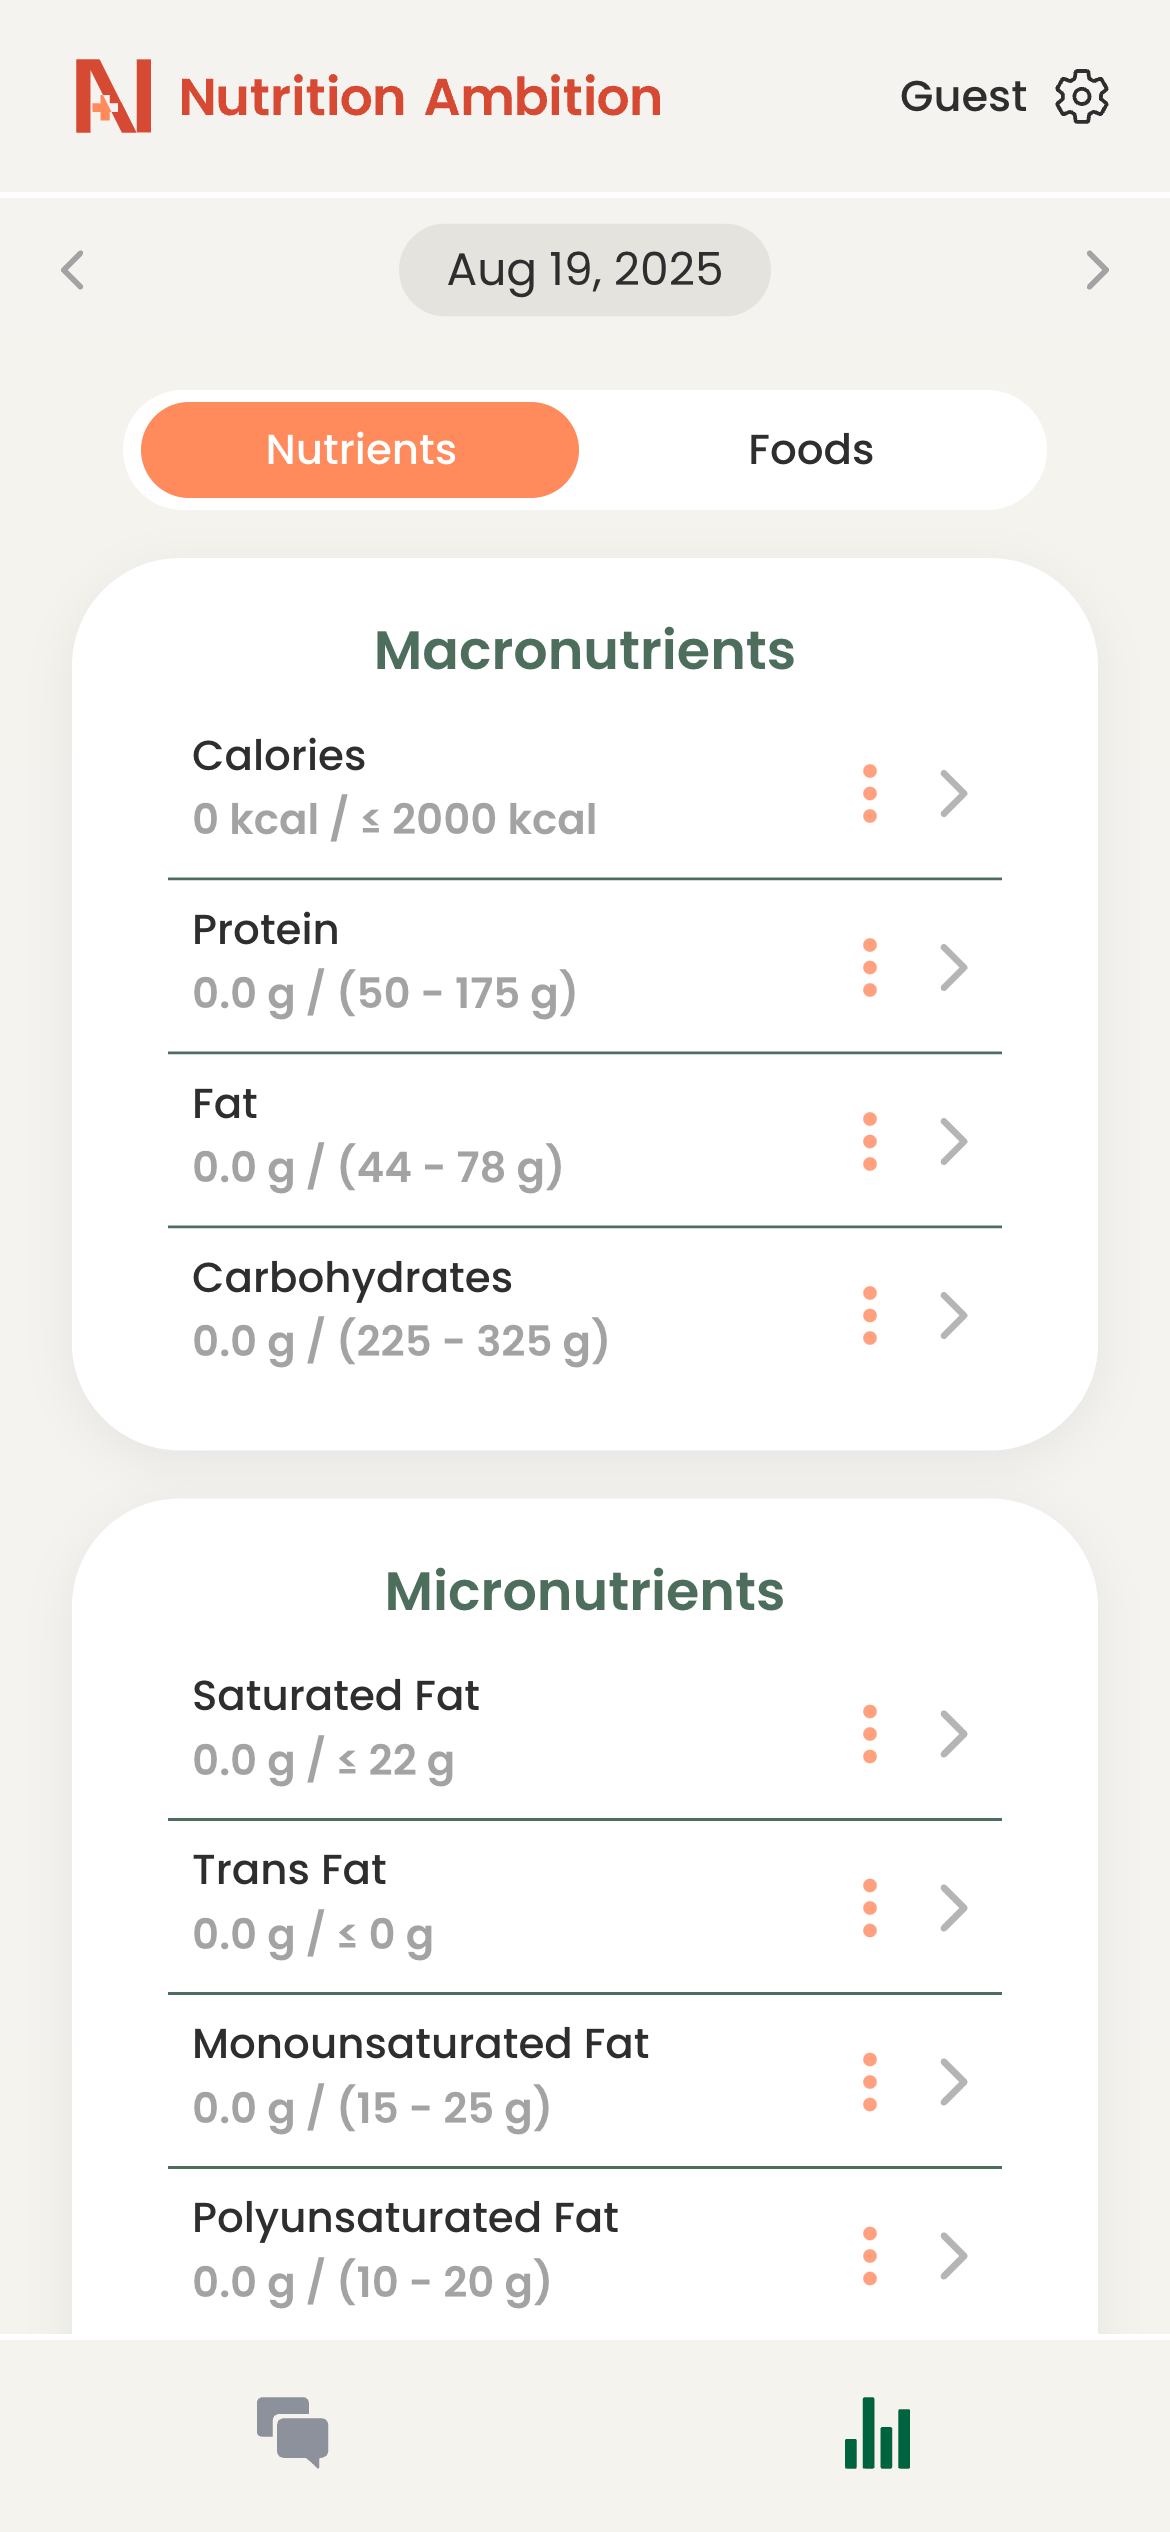 Nutrition Ambition
Guest
Aug 19, 2025
Nutrients
Foods
Macronutrients
Calories
0 kcal / ≤ 2000 kcal
Protein
0.0 g / (50 - 175 g)
Fat
0.0 g / (44 - 78 g)
Carbohydrates
0.0 g / (225 - 325 g)
Micronutrients
Saturated Fat
0.0 g / ≤ 22 g
Trans Fat
0.0 g / ≤ 0 g
Monounsaturated Fat
0.0 g / (15 - 25 g)
Polyunsaturated Fat
0.0 g / (10 - 20 g)